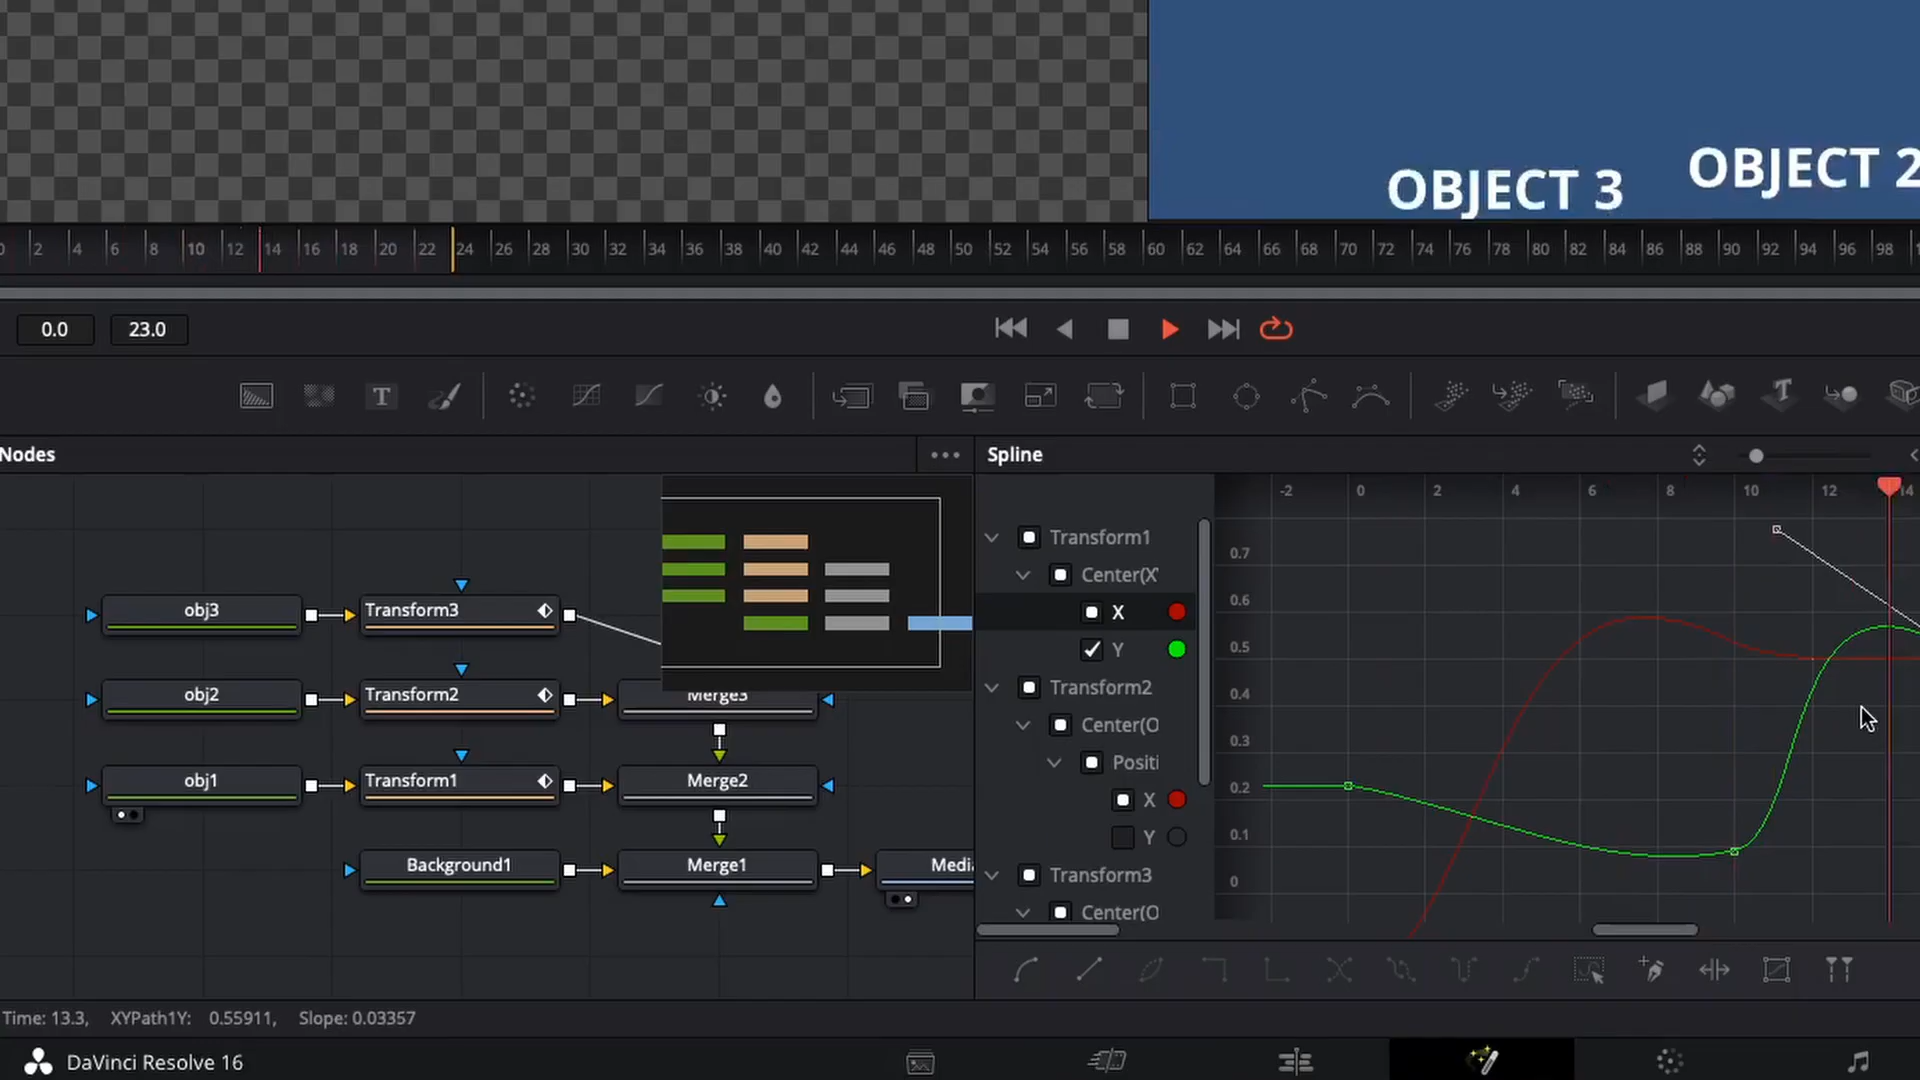 OBJECT 3
OBJECT 2
0 2 4 6 8 10 12 14 16 18 20 22 24 26 28 30 32 34 36 38 40 42 44 46 48 50 52 54 56 58 60 62 64 66 68 70 72 74 76 78 80 82 84 86 88 90 92 94 96 98
0.0 23.0
T
Nodes
Spline
-2 0 2 4 6 8 10 12 14
obj3
Transform3
obj2
Transform2
Merge3
obj1
Transform1
Merge2
Background1
Merge1
Media
Transform1
Center(X
X
Y
Transform2
Center(O
Positi
X
Y
Transform3
Center(O
0.7
0.6
0.5
0.4
0.3
0.2
0.1
0
Time: 13.3, XYPath1Y: 0.55911, Slope: 0.03357
DaVinci Resolve 16